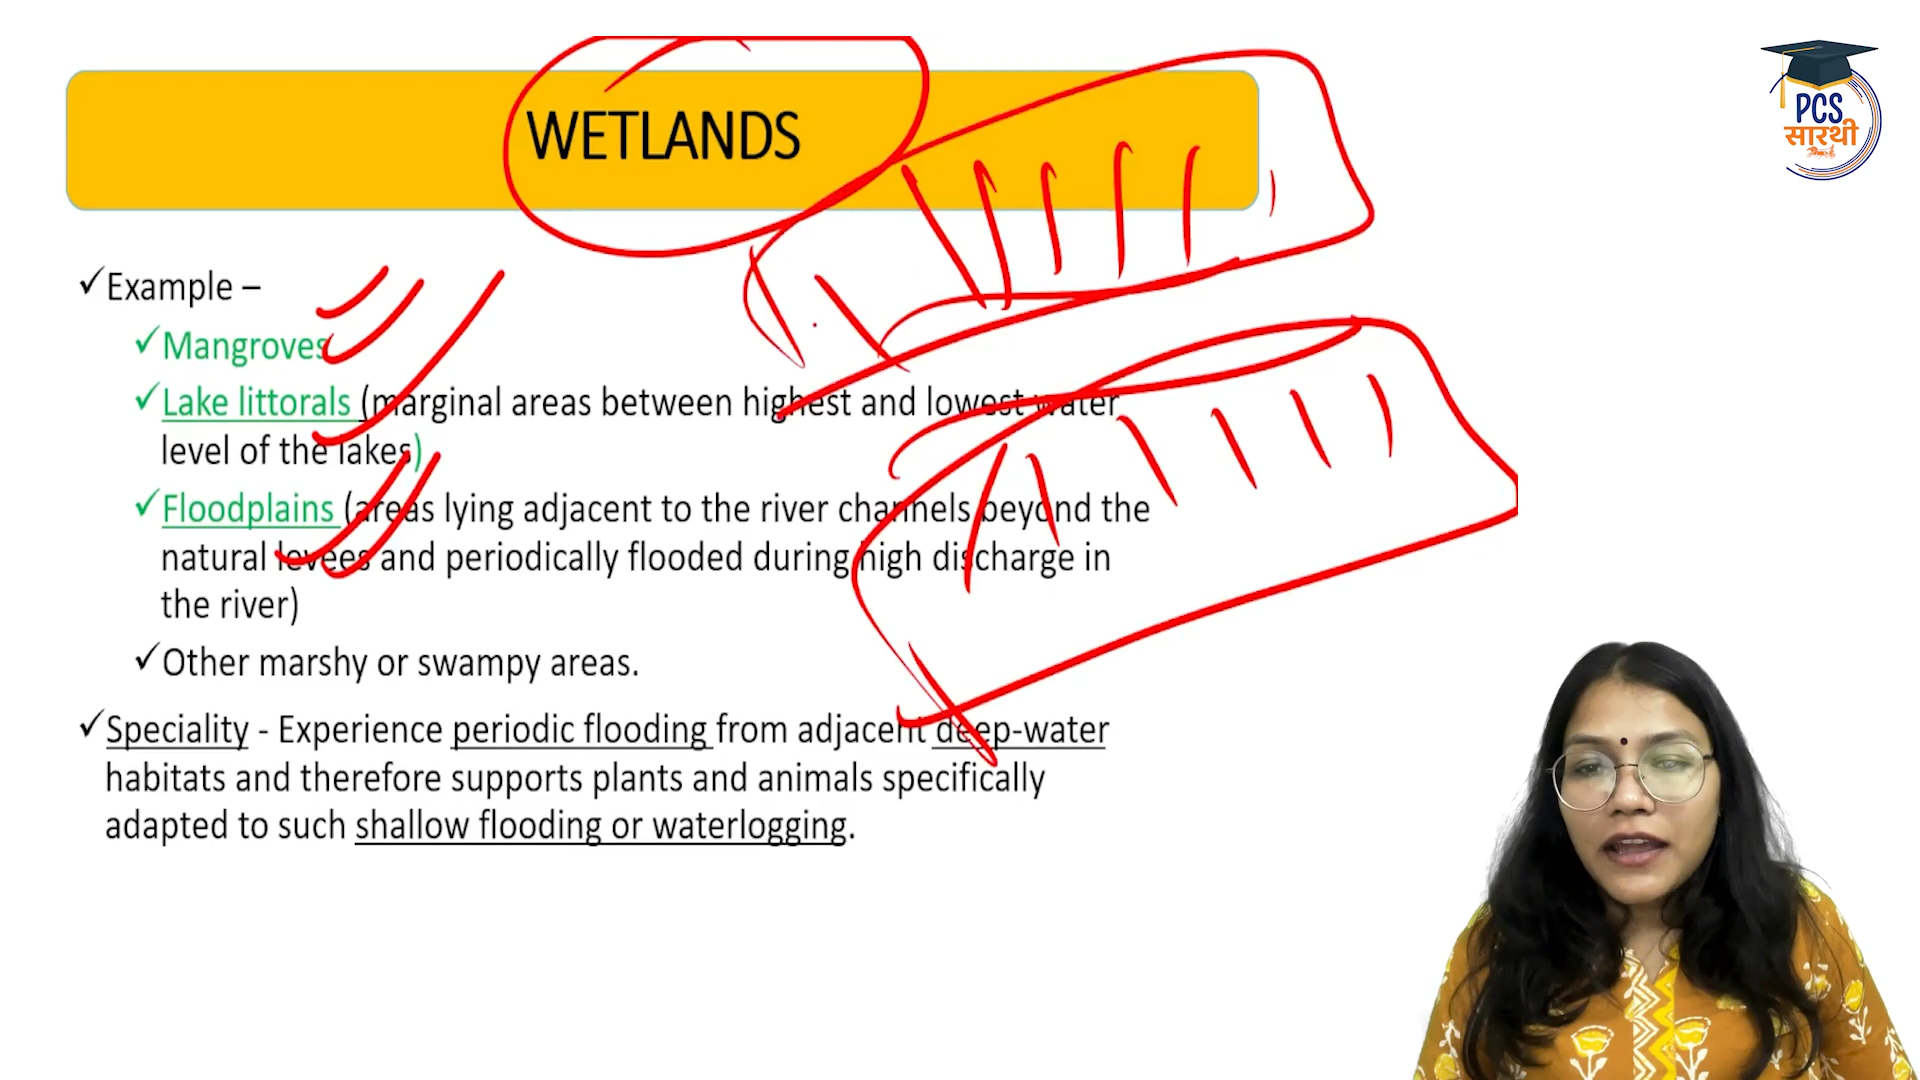 WETLANDS
PCS
सारथी
✓Example –
✓Mangroves
✓Lake littorals (marginal areas between highest and lowest water
level of the lakes)
✓Floodplains (areas lying adjacent to the river channels beyond the
natural levees and periodically flooded during high discharge in
the river)
✓Other marshy or swampy areas.
✓Speciality - Experience periodic flooding from adjacent deep-water
habitats and therefore supports plants and animals specifically
adapted to such shallow flooding or waterlogging.